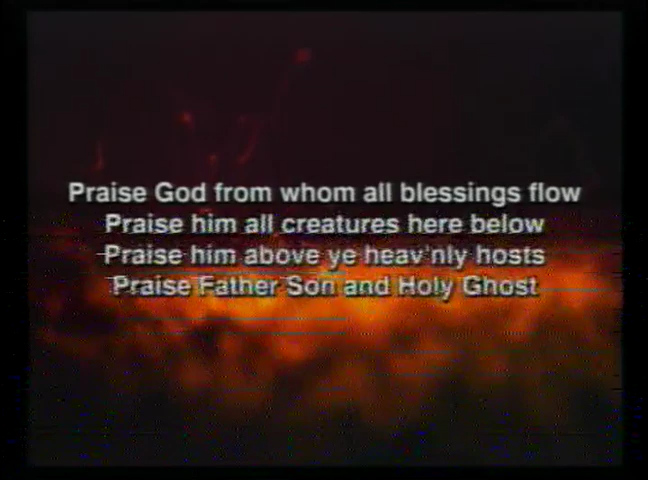 Praise God from whom all blessings flow
Praise him all creatures here below
Praise him above ye heav'nly hosts
Praise Father Son and Holy Ghost